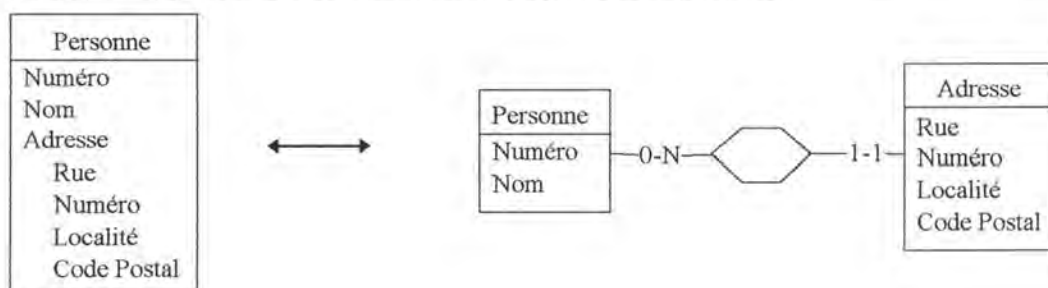 Personne
Numéro
Nom
Adresse
Rue
Numéro
Localité
Code Postal
Personne
Numéro
Nom
0-N
1-1
Adresse
Rue
Numéro
Localité
Code Postal